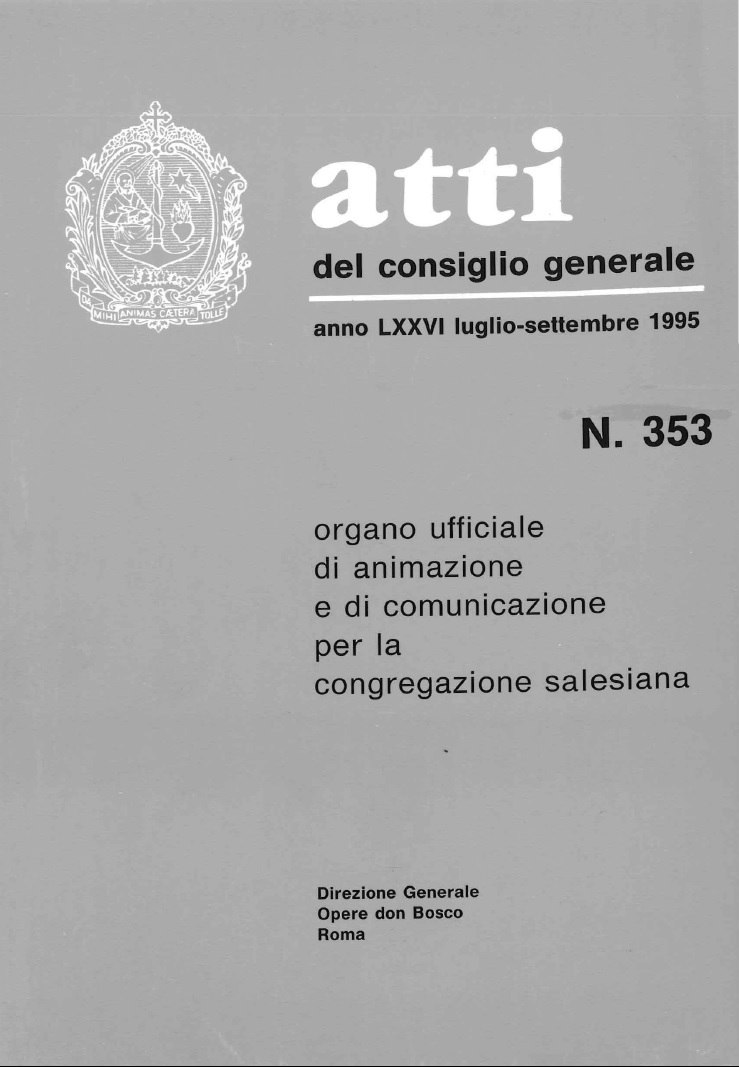 atti
del consiglio generale
anno LXXVI luglio-settembre 1995
N. 353
DA MIHI ANIMAS CÆTERA TOLLE
organo ufficiale
di animazione
e di comunicazione
per la
congregazione salesiana
Direzione Generale
Opere don Bosco
Roma